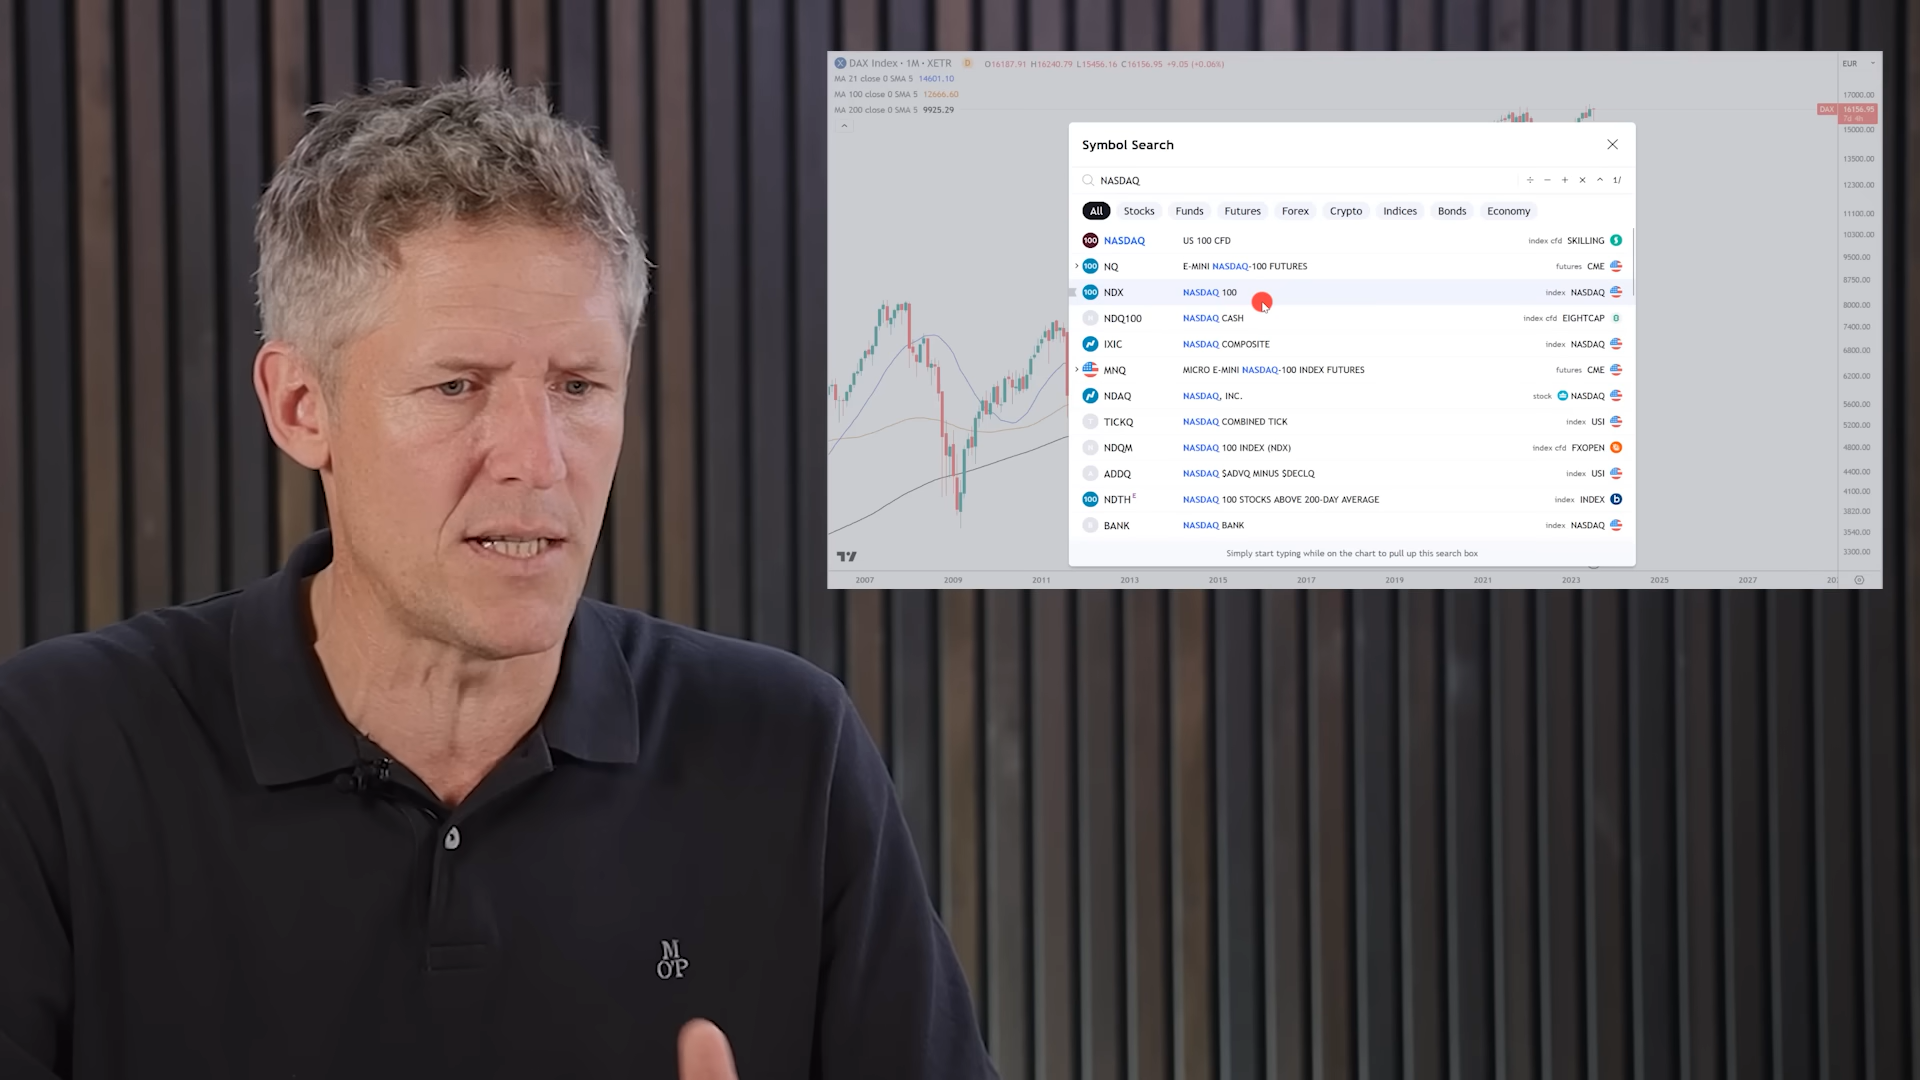 DAX Index · 1M · XETR D O16187.91 H16240.79 L15456.16 C16156.95 +9.05 (+0.06%)
MA 21 close 0 SMA 5 14601.10
MA 100 close 0 SMA 5 12666.60
MA 200 close 0 SMA 5 9925.29
EUR
17000.00
DAX 16156.95
7d 4h
15000.00
13500.00
12300.00
11100.00
10300.00
9500.00
8750.00
8000.00
7400.00
6800.00
6200.00
5600.00
5200.00
4800.00
4400.00
4100.00
3820.00
3540.00
3300.00
Symbol Search
NASDAQ ÷ − + × ^ 1/
All Stocks Funds Futures Forex Crypto Indices Bonds Economy
100 NASDAQ US 100 CFD index cfd SKILLING
100 NQ E-MINI NASDAQ-100 FUTURES futures CME
100 NDX NASDAQ 100 index NASDAQ
NDQ100 NASDAQ CASH index cfd EIGHTCAP
IXIC NASDAQ COMPOSITE index NASDAQ
MNQ MICRO E-MINI NASDAQ-100 INDEX FUTURES futures CME
NDAQ NASDAQ, INC. stock NASDAQ
TICKQ NASDAQ COMBINED TICK index USI
NDQM NASDAQ 100 INDEX (NDX) index cfd FXOPEN
ADDQ NASDAQ $ADVQ MINUS $DECLQ index USI
100 NDTH E NASDAQ 100 STOCKS ABOVE 200-DAY AVERAGE index INDEX
BANK NASDAQ BANK index NASDAQ
Simply start typing while on the chart to pull up this search box
2007 2009 2011 2013 2015 2017 2019 2021 2023 2025 2027
M
O'P